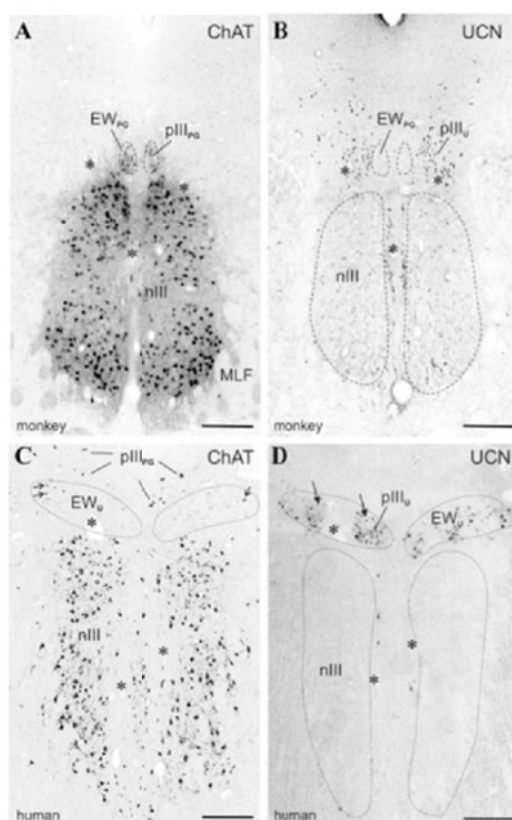 A ChAT
EWPG pIIIPG
* *
*
nIII
MLF
monkey
B UCN
EWPG pIIIU
* *
*
nIII
monkey
C ChAT
pIIIPG
EWU
*
nIII *
*
human
D UCN
* pIIIU EWU
*
nIII *
human